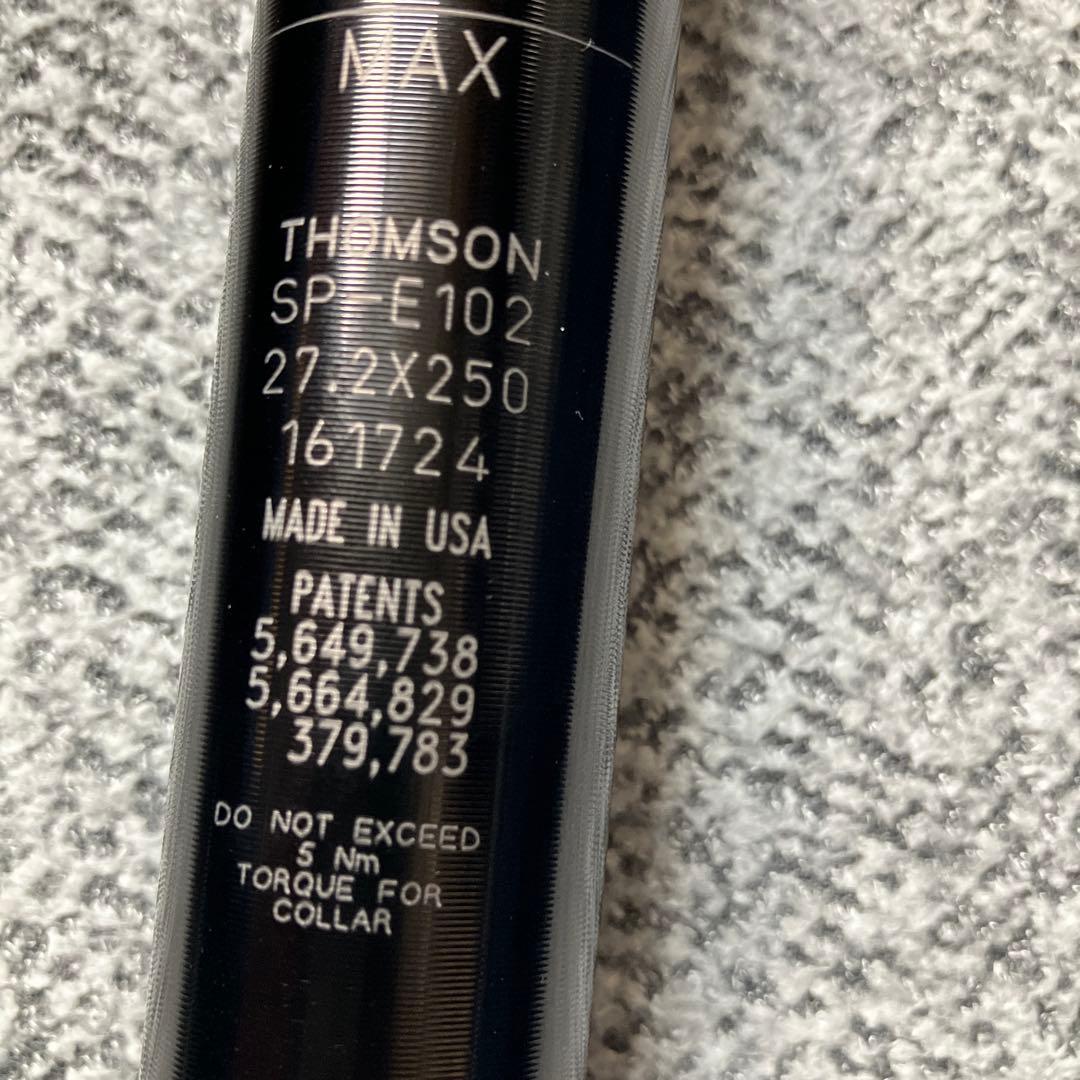 MAX
THOMSON
SP-E102
27.2X250
161724
MADE IN USA
PATENTS
5,649,738
5,664,829
379,783
DO NOT EXCEED
5 Nm
TORQUE FOR
COLLAR